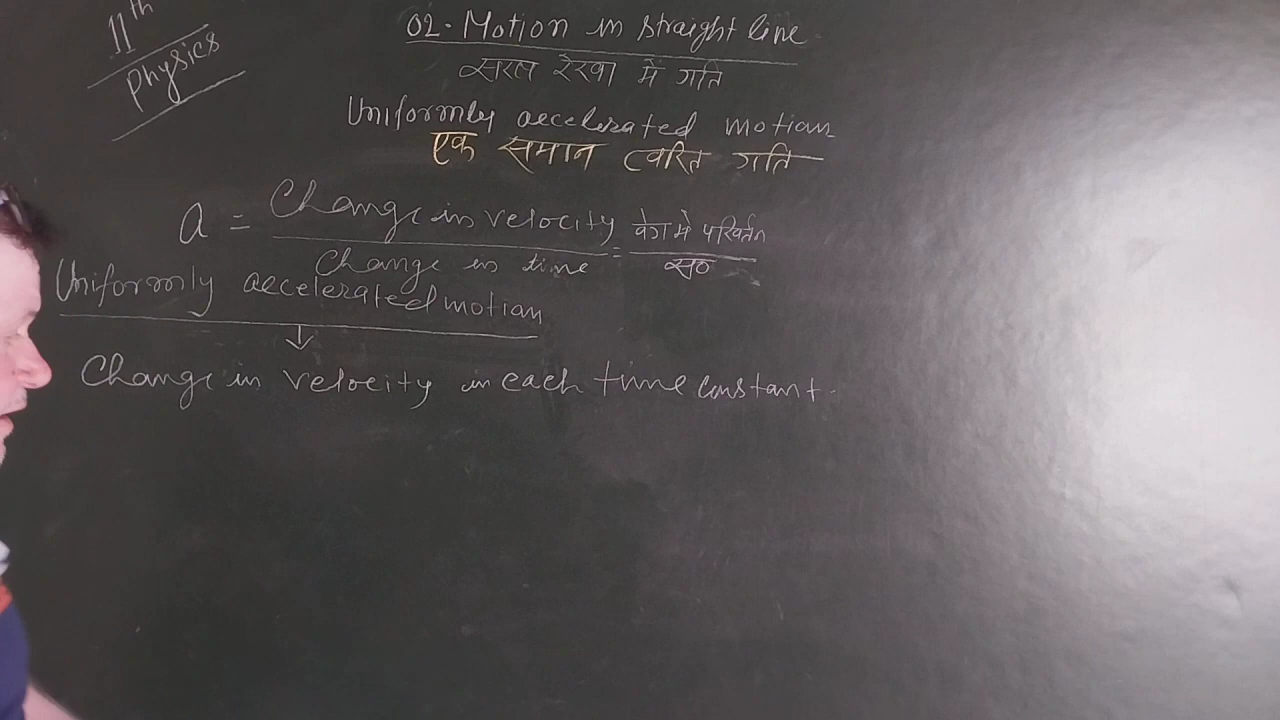 11th
Physics
02. Motion in straight line
सरल रेखा में गति
Uniformly accelerated motion
एक समान त्वरित गति
a = Change in velocity / Change in time = वेग में परिवर्तन / स०
Uniformly accelerated motion
↓
Change in velocity in each time constant.